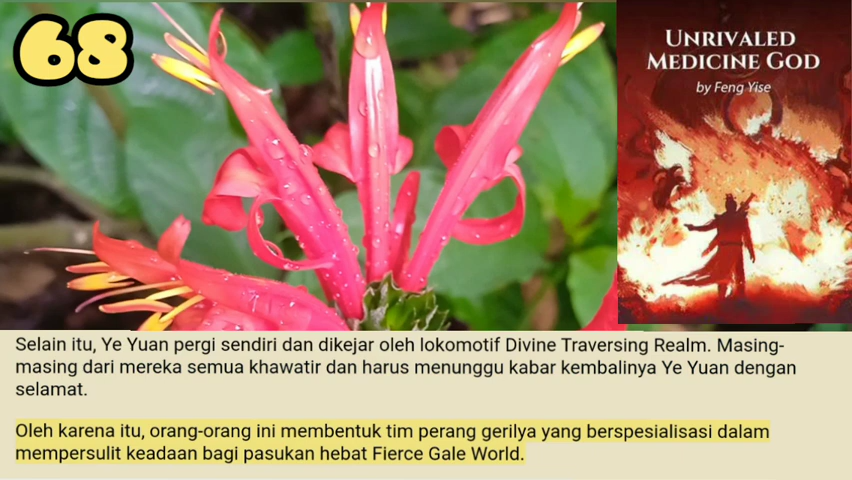 68
UNRIVALED
MEDICINE GOD
by Feng Yise
Selain itu, Ye Yuan pergi sendiri dan dikejar oleh lokomotif Divine Traversing Realm. Masing-
masing dari mereka semua khawatir dan harus menunggu kabar kembalinya Ye Yuan dengan
selamat.
Oleh karena itu, orang-orang ini membentuk tim perang gerilya yang berspesialisasi dalam
mempersulit keadaan bagi pasukan hebat Fierce Gale World.